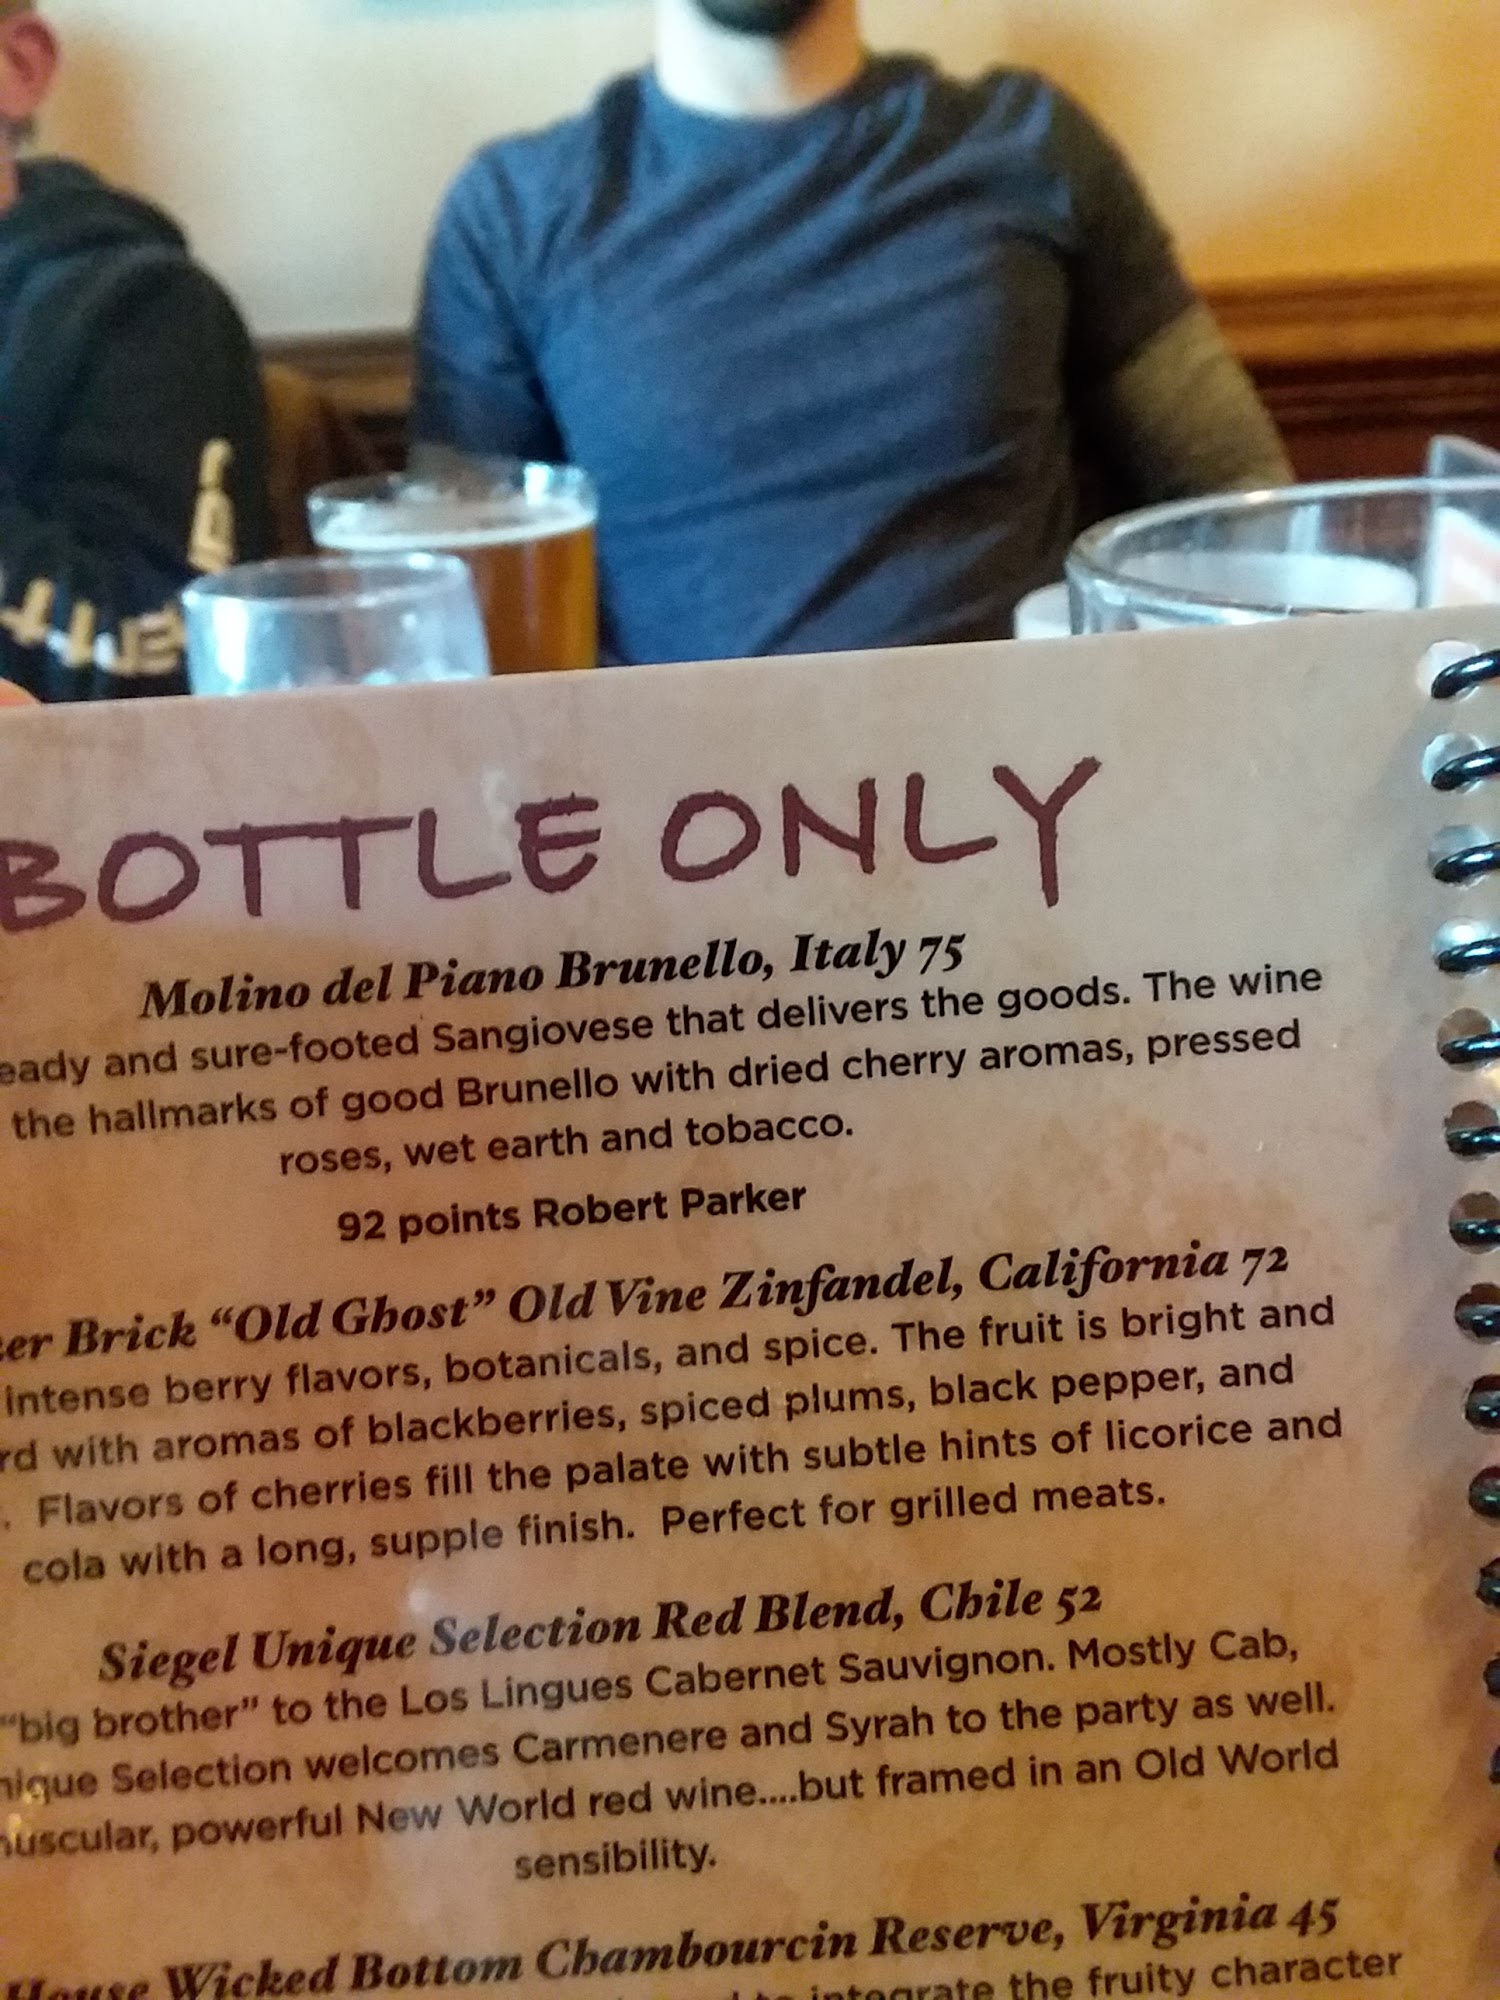 BOTTLE ONLY
Molino del Piano Brunello, Italy 75
and sure-footed Sangiovese that delivers the goods. The wine
the hallmarks of good Brunello with dried cherry aromas, pressed
roses, wet earth and tobacco.
92 points Robert Parker
Brick “Old Ghost” Old Vine Zinfandel, California 72
intense berry flavors, botanicals, and spice. The fruit is bright and
with aromas of blackberries, spiced plums, black pepper, and
. Flavors of cherries fill the palate with subtle hints of licorice and
cola with a long, supple finish. Perfect for grilled meats.
Siegel Unique Selection Red Blend, Chile 52
“big brother” to the Los Lingues Cabernet Sauvignon. Mostly Cab,
Selection welcomes Carmenere and Syrah to the party as well.
powerful New World red wine....but framed in an Old World
sensibility.
House Wicked Bottom Chambourcin Reserve, Virginia 45
to integrate the fruity character